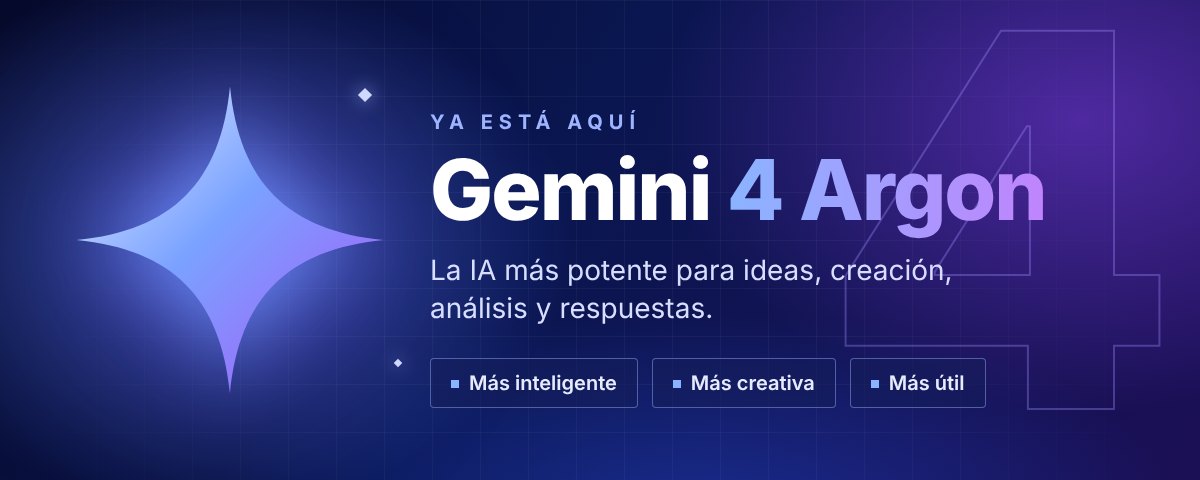 YA ESTÁ AQUÍ
Gemini 4 Argon
La IA más potente para ideas, creación,
análisis y respuestas.
Más inteligente
Más creativa
Más útil
4